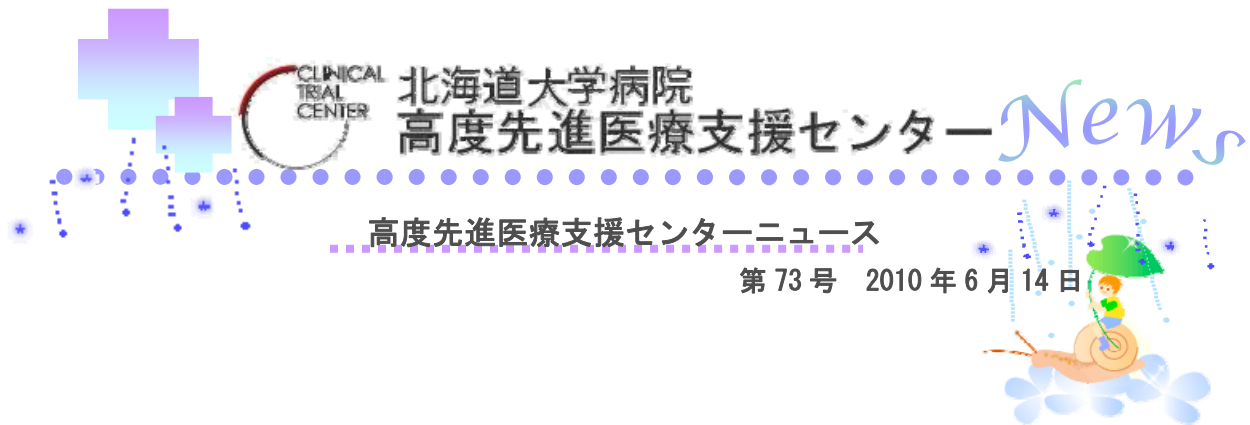 CLINICAL
TRIAL
CENTER
北海道大学病院
高度先進医療支援センター News
高度先進医療支援センターニュース
第 73 号　2010 年 6 月 14 日